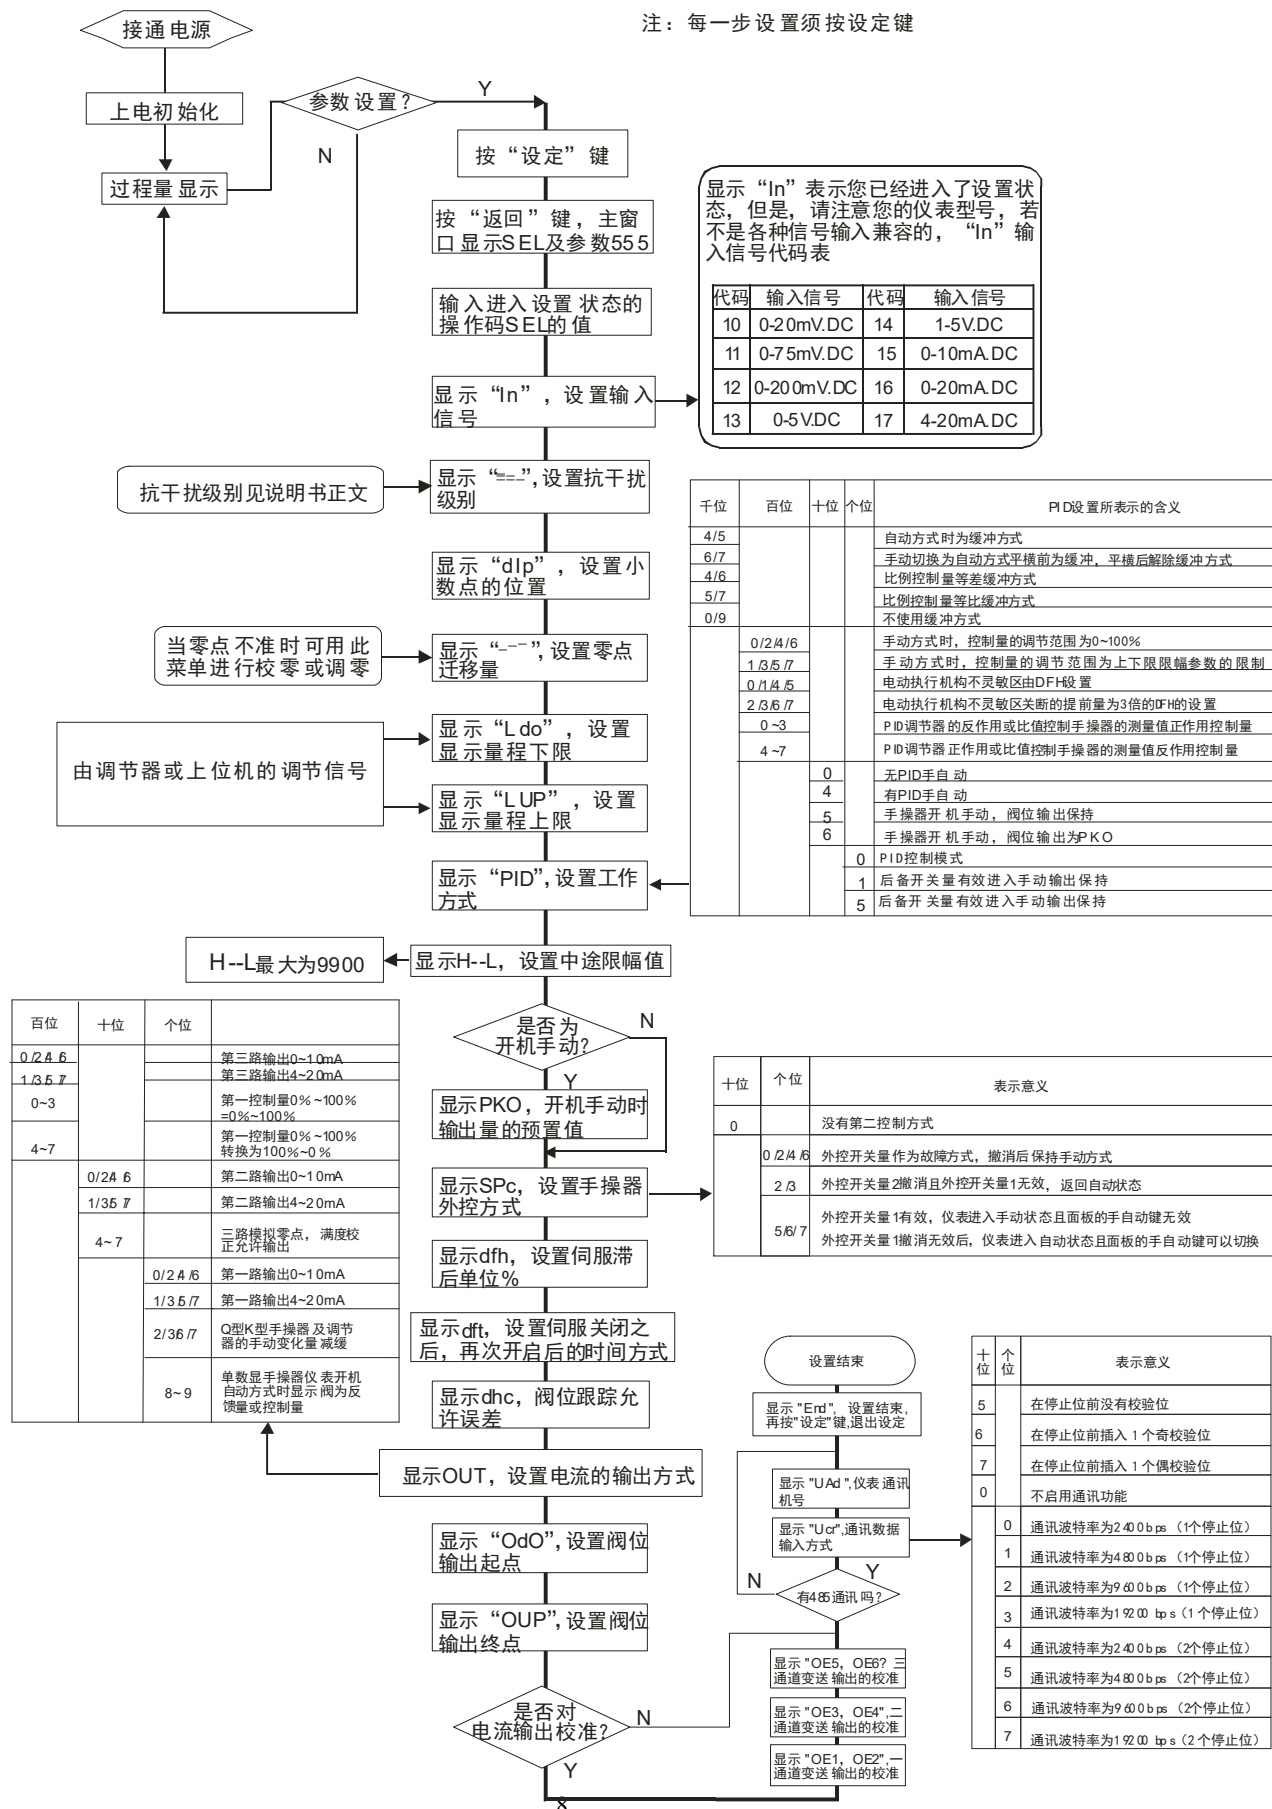 注：每一步设置须按设定键
接通电源
上电初始化
过程量显示
参数设置？
Y
N
按“设定”键
按“返回”键，主窗
口显示SEL及参数555
输入进入设置状态的
操作码SEL的值
显示“In”，设置输入
信号
显示“In”表示您已经进入了设置状
态，但是，请注意您的仪表型号，若
不是各种信号输入兼容的，“In”输
入信号代码表
代码 输入信号 代码 输入信号
10 0-20mV.DC 14 1-5V.DC
11 0-75mV.DC 15 0-10mA.DC
12 0-200mV.DC 16 0-20mA.DC
13 0-5V.DC 17 4-20mA.DC
抗干扰级别见说明书正文
显示“===”,设置抗干扰
级别
显示“dIp”，设置小
数点的位置
当零点不准时可用此
菜单进行校零或调零
显示“---”,设置零点
迁移量
由调节器或上位机的调节信号
显示“Ldo”，设置
显示量程下限
显示“LUP”，设置
显示量程上限
显示“PID”,设置工作
方式
千位 百位 十位 个位 PID设置所表示的含义
4/5 自动方式时为缓冲方式
6/7 手动切换为自动方式平横前为缓冲，平横后解除缓冲方式
4/6 比例控制量等差缓冲方式
5/7 比例控制量等比缓冲方式
0/9 不使用缓冲方式
0/2/4/6 手动方式时，控制量的调节范围为0~100%
1/3/5/7 手动方式时，控制量的调节范围为上下限限幅参数的限制
0/1/4/5 电动执行机构不灵敏区由DFH设置
2/3/6/7 电动执行机构不灵敏区关断的提前量为3倍的DFH的设置
0~3 PID调节器的反作用或比值控制手操器的测量值正作用控制量
4~7 PID调节器正作用或比值控制手操器的测量值反作用控制量
0 无PID手自动
4 有PID手自动
5 手操器开机手动，阀位输出保持
6 手操器开机手动，阀位输出为PKO
0 PID控制模式
1 后备开关量有效进入手动输出保持
5 后备开关量有效进入手动输出保持
H--L最大为9900
显示H--L，设置中途限幅值
是否为
开机手动？
N
Y
显示PKO，开机手动时
输出量的预置值
显示SPc，设置手操器
外控方式
十位 个位 表示意义
0 没有第二控制方式
0/2/4/6 外控开关量作为故障方式，撤消后保持手动方式
2/3 外控开关量2撤消且外控开关量1无效，返回自动状态
5/6/7 外控开关量1有效，仪表进入手动状态且面板的手自动键无效
外控开关量1撤消无效后，仪表进入自动状态且面板的手自动键可以切换
显示dfh，设置伺服滞
后单位%
显示dft，设置伺服关闭之
后，再次开启后的时间方式
显示dhc，阀位跟踪允
许误差
显示OUT，设置电流的输出方式
百位 十位 个位
0/2/4/6 第三路输出0~10mA
1/3/5/7 第三路输出4~20mA
0~3 第一控制量0%~100%
=0%~100%
4~7 第一控制量0%~100%
转换为100%~0%
0/2/4/6 第二路输出0~10mA
1/3/5/7 第二路输出4~20mA
4~7 三路模拟零点，满度校
正允许输出
0/2/4/6 第一路输出0~10mA
1/3/5/7 第一路输出4~20mA
2/3/6/7 Q型K型手操器及调节
器的手动变化量减缓
8~9 单数显手操器仪表开机
自动方式时显示阀为反
馈量或控制量
显示“OdO”,设置阀位
输出起点
显示“OUP”,设置阀位
输出终点
是否对
电流输出校准？
N
Y
设置结束
显示"End"，设置结束，
再按"设定"键,退出设定
显示"UAd",仪表通讯
机号
显示"Ucr",通讯数据
输入方式
N
Y
有485通讯吗？
显示"OE5，OE6？三
通道变送输出的校准
显示"OE3，OE4",二
通道变送输出的校准
显示"OE1，OE2",一
通道变送输出的校准
&
十位 个位 表示意义
5 在停止位前没有校验位
6 在停止位前插入1个奇校验位
7 在停止位前插入1个偶校验位
0 不启用通讯功能
0 通讯波特率为2400bps（1个停止位）
1 通讯波特率为4800bps（1个停止位）
2 通讯波特率为9600bps（1个停止位）
3 通讯波特率为19200bps（1个停止位）
4 通讯波特率为2400bps（2个停止位）
5 通讯波特率为4800bps（2个停止位）
6 通讯波特率为9600bps（2个停止位）
7 通讯波特率为19200bps（2个停止位）